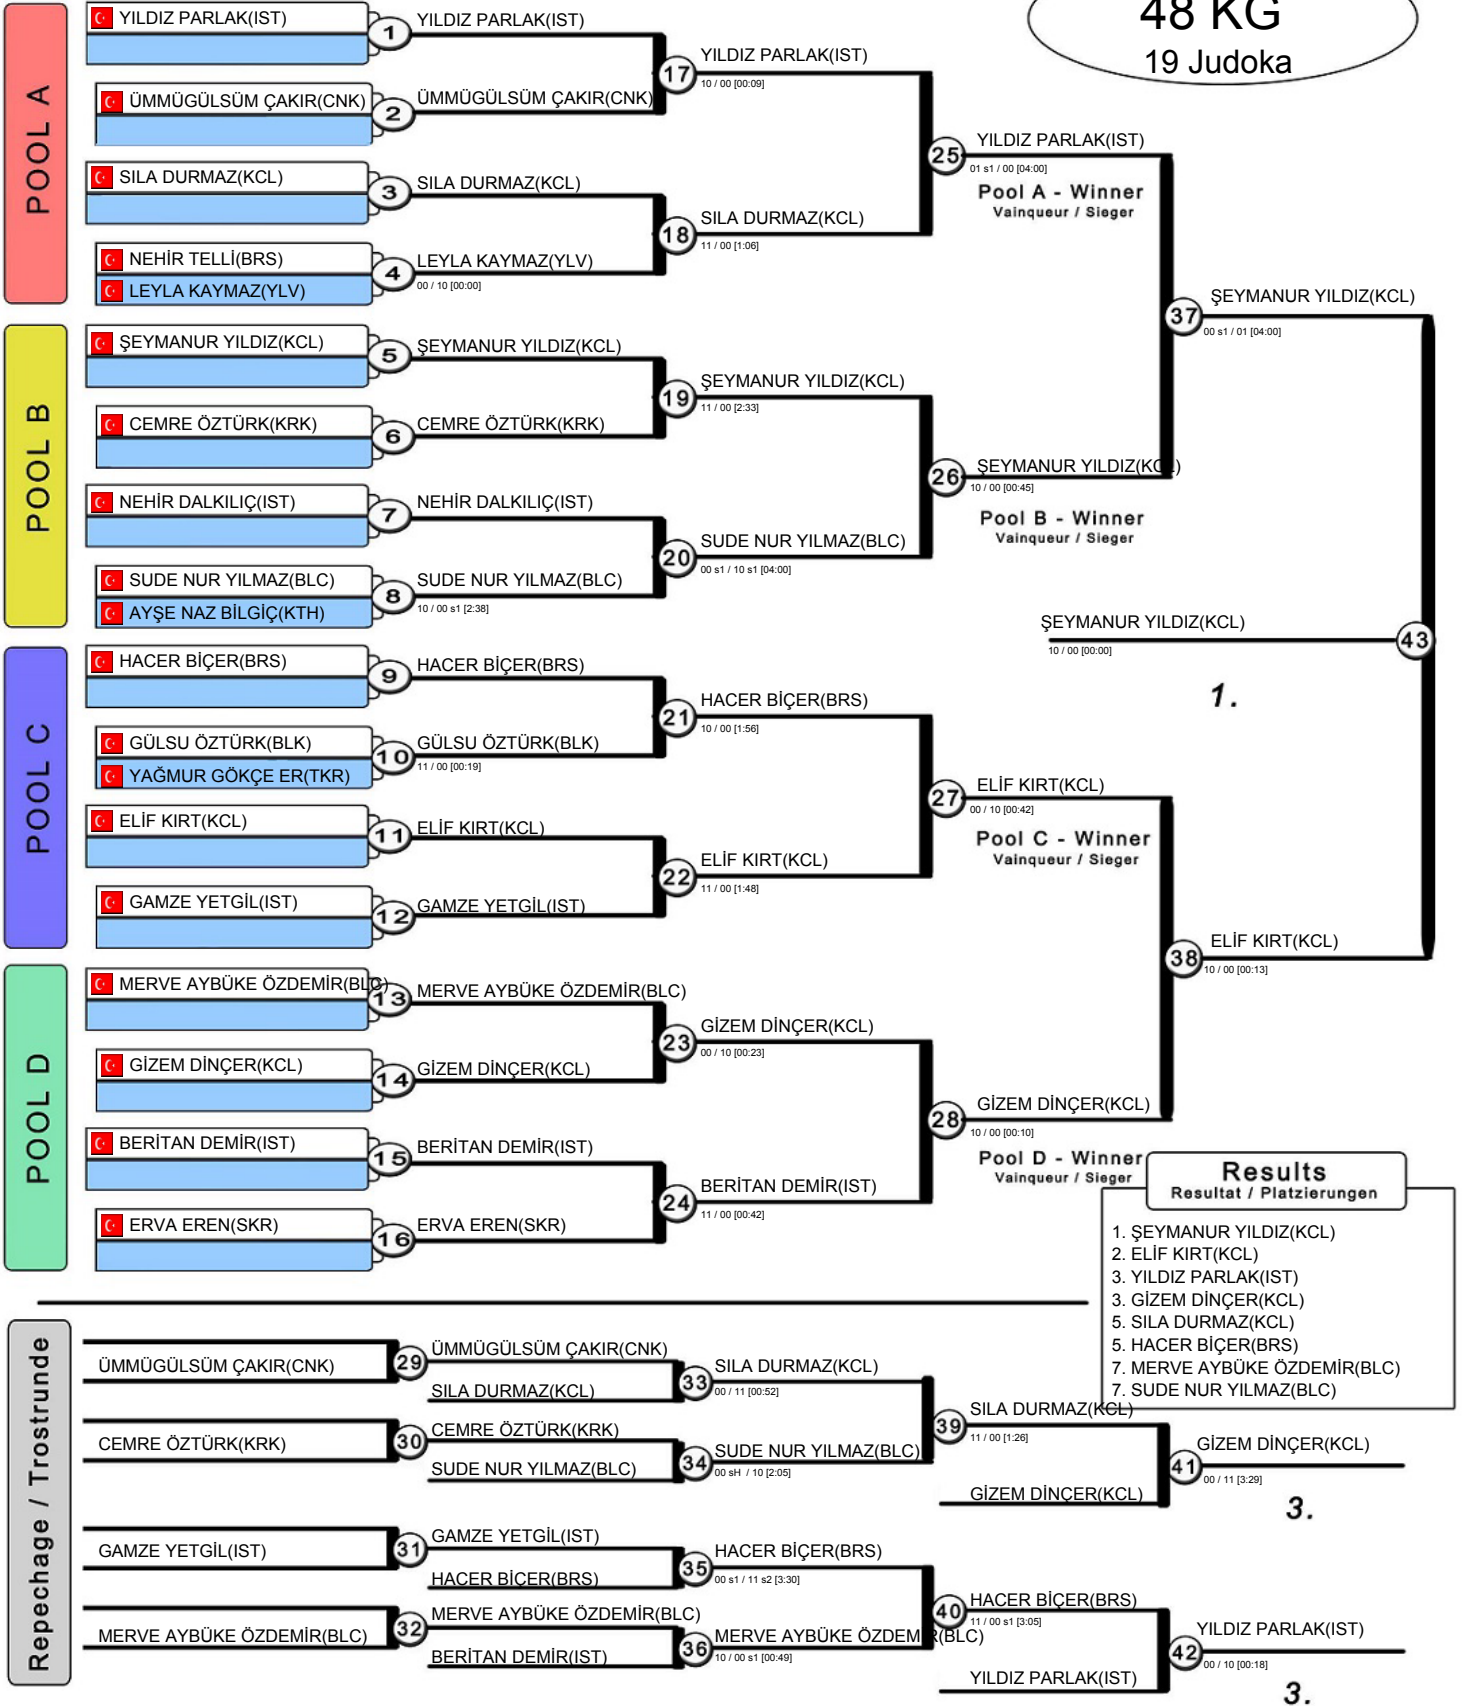 48 KG
19 Judoka
POOL A
YILDIZ PARLAK(IST)
1
YILDIZ PARLAK(IST)
ÜMMÜGÜLSÜM ÇAKIR(CNK)
2
ÜMMÜGÜLSÜM ÇAKIR(CNK)
17
YILDIZ PARLAK(IST)
10 / 00 [00:09]
SILA DURMAZ(KCL)
3
SILA DURMAZ(KCL)
NEHİR TELLİ(BRS)
LEYLA KAYMAZ(YLV)
4
LEYLA KAYMAZ(YLV)
00 / 10 [00:00]
18
SILA DURMAZ(KCL)
11 / 00 [1:06]
25
YILDIZ PARLAK(IST)
01 s1 / 00 [04:00]
Pool A - Winner
Vainqueur / Sieger
POOL B
ŞEYMANUR YILDIZ(KCL)
5
ŞEYMANUR YILDIZ(KCL)
CEMRE ÖZTÜRK(KRK)
6
CEMRE ÖZTÜRK(KRK)
19
ŞEYMANUR YILDIZ(KCL)
11 / 00 [2:33]
NEHİR DALKILIÇ(IST)
7
NEHİR DALKILIÇ(IST)
SUDE NUR YILMAZ(BLC)
AYŞE NAZ BİLGİÇ(KTH)
8
SUDE NUR YILMAZ(BLC)
10 / 00 s1 [2:38]
20
SUDE NUR YILMAZ(BLC)
00 s1 / 10 s1 [04:00]
26
ŞEYMANUR YILDIZ(KCL)
10 / 00 [00:45]
Pool B - Winner
Vainqueur / Sieger
37
ŞEYMANUR YILDIZ(KCL)
00 s1 / 01 [04:00]
ŞEYMANUR YILDIZ(KCL)
43
10 / 00 [00:00]
1.
POOL C
HACER BİÇER(BRS)
9
HACER BİÇER(BRS)
GÜLSU ÖZTÜRK(BLK)
YAĞMUR GÖKÇE ER(TKR)
10
GÜLSU ÖZTÜRK(BLK)
11 / 00 [00:19]
21
HACER BİÇER(BRS)
10 / 00 [1:56]
ELİF KIRT(KCL)
11
ELİF KIRT(KCL)
GAMZE YETGİL(IST)
12
GAMZE YETGİL(IST)
22
ELİF KIRT(KCL)
11 / 00 [1:48]
27
ELİF KIRT(KCL)
00 / 10 [00:42]
Pool C - Winner
Vainqueur / Sieger
POOL D
MERVE AYBÜKE ÖZDEMİR(BLC)
13
MERVE AYBÜKE ÖZDEMİR(BLC)
GİZEM DİNÇER(KCL)
14
GİZEM DİNÇER(KCL)
23
GİZEM DİNÇER(KCL)
00 / 10 [00:23]
BERİTAN DEMİR(IST)
15
BERİTAN DEMİR(IST)
ERVA EREN(SKR)
16
ERVA EREN(SKR)
24
BERİTAN DEMİR(IST)
11 / 00 [00:42]
28
GİZEM DİNÇER(KCL)
10 / 00 [00:10]
Pool D - Winner
Vainqueur / Sieger
38
ELİF KIRT(KCL)
10 / 00 [00:13]
Results
Resultat / Platzierungen
1. ŞEYMANUR YILDIZ(KCL)
2. ELİF KIRT(KCL)
3. YILDIZ PARLAK(IST)
3. GİZEM DİNÇER(KCL)
5. SILA DURMAZ(KCL)
5. HACER BİÇER(BRS)
7. MERVE AYBÜKE ÖZDEMİR(BLC)
7. SUDE NUR YILMAZ(BLC)
Repechage / Trostrunde
ÜMMÜGÜLSÜM ÇAKIR(CNK)
29
ÜMMÜGÜLSÜM ÇAKIR(CNK)
SILA DURMAZ(KCL)
33
SILA DURMAZ(KCL)
00 / 11 [00:52]
CEMRE ÖZTÜRK(KRK)
30
CEMRE ÖZTÜRK(KRK)
SUDE NUR YILMAZ(BLC)
34
SUDE NUR YILMAZ(BLC)
00 sH / 10 [2:05]
39
SILA DURMAZ(KCL)
11 / 00 [1:26]
GİZEM DİNÇER(KCL)
41
GİZEM DİNÇER(KCL)
00 / 11 [3:29]
3.
GAMZE YETGİL(IST)
31
GAMZE YETGİL(IST)
HACER BİÇER(BRS)
35
HACER BİÇER(BRS)
00 s1 / 11 s2 [3:30]
MERVE AYBÜKE ÖZDEMİR(BLC)
32
MERVE AYBÜKE ÖZDEMİR(BLC)
BERİTAN DEMİR(IST)
36
MERVE AYBÜKE ÖZDEMİR(BLC)
10 / 00 s1 [00:49]
40
HACER BİÇER(BRS)
11 / 00 s1 [3:05]
YILDIZ PARLAK(IST)
42
YILDIZ PARLAK(IST)
00 / 10 [00:18]
3.